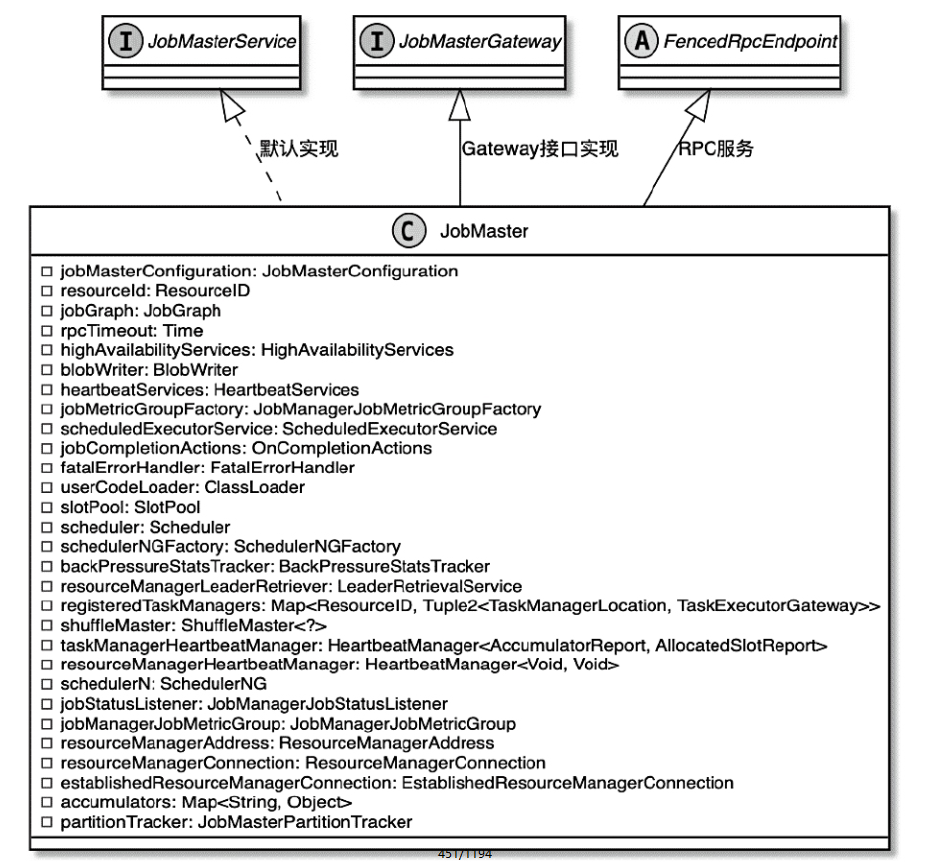 I JobMasterService
I JobMasterGateway
A FencedRpcEndpoint
默认实现
Gateway接口实现
RPC服务
C JobMaster
jobMasterConfiguration: JobMasterConfiguration
resourceId: ResourceID
jobGraph: JobGraph
rpcTimeout: Time
highAvailabilityServices: HighAvailabilityServices
blobWriter: BlobWriter
heartbeatServices: HeartbeatServices
jobMetricGroupFactory: JobManagerJobMetricGroupFactory
scheduledExecutorService: ScheduledExecutorService
jobCompletionActions: OnCompletionActions
fatalErrorHandler: FatalErrorHandler
userCodeLoader: ClassLoader
slotPool: SlotPool
scheduler: Scheduler
schedulerNGFactory: SchedulerNGFactory
backPressureStatsTracker: BackPressureStatsTracker
resourceManagerLeaderRetriever: LeaderRetrievalService
registeredTaskManagers: Map<ResourceID, Tuple2<TaskManagerLocation, TaskExecutorGateway>>
shuffleMaster: ShuffleMaster<?>
taskManagerHeartbeatManager: HeartbeatManager<AccumulatorReport, AllocatedSlotReport>
resourceManagerHeartbeatManager: HeartbeatManager<Void, Void>
schedulerN: SchedulerNG
jobStatusListener: JobManagerJobStatusListener
jobManagerJobMetricGroup: JobManagerJobMetricGroup
resourceManagerAddress: ResourceManagerAddress
resourceManagerConnection: ResourceManagerConnection
establishedResourceManagerConnection: EstablishedResourceManagerConnection
accumulators: Map<String, Object>
partitionTracker: JobMasterPartitionTracker
451/1194